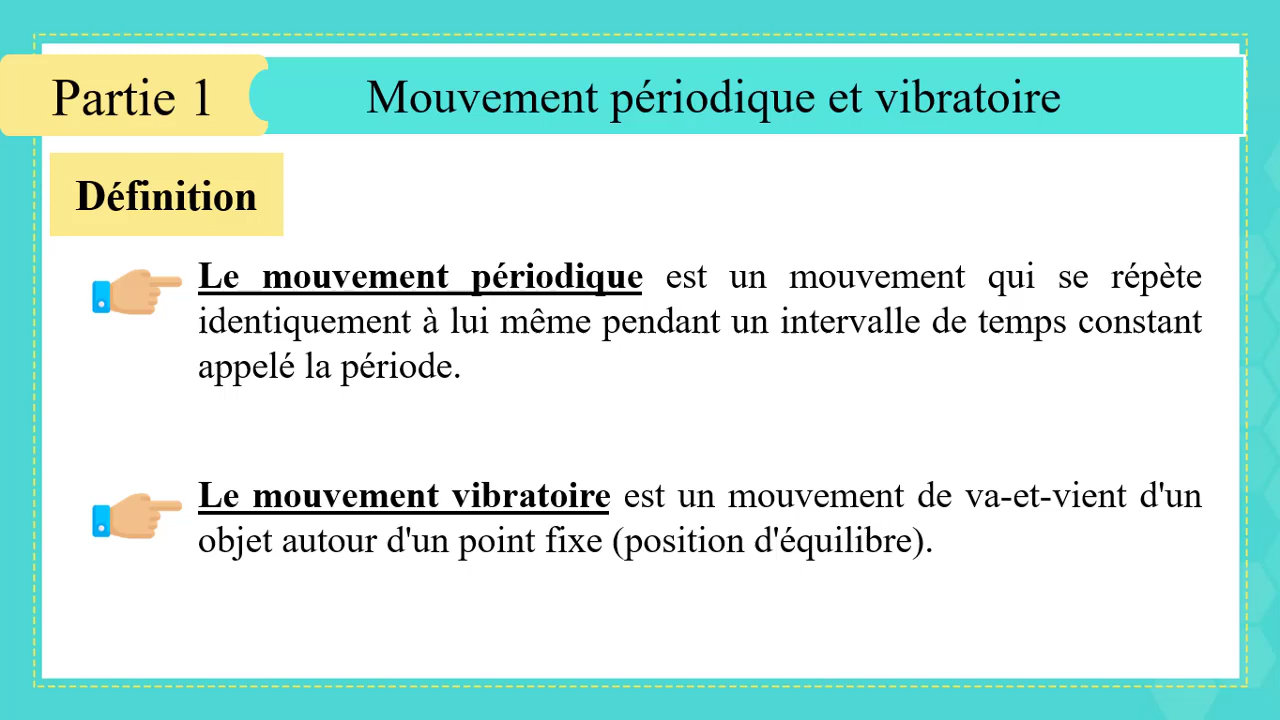 Partie 1
Mouvement périodique et vibratoire
Définition
Le mouvement périodique est un mouvement qui se répète
identiquement à lui même pendant un intervalle de temps constant
appelé la période.
Le mouvement vibratoire est un mouvement de va-et-vient d'un
objet autour d'un point fixe (position d'équilibre).